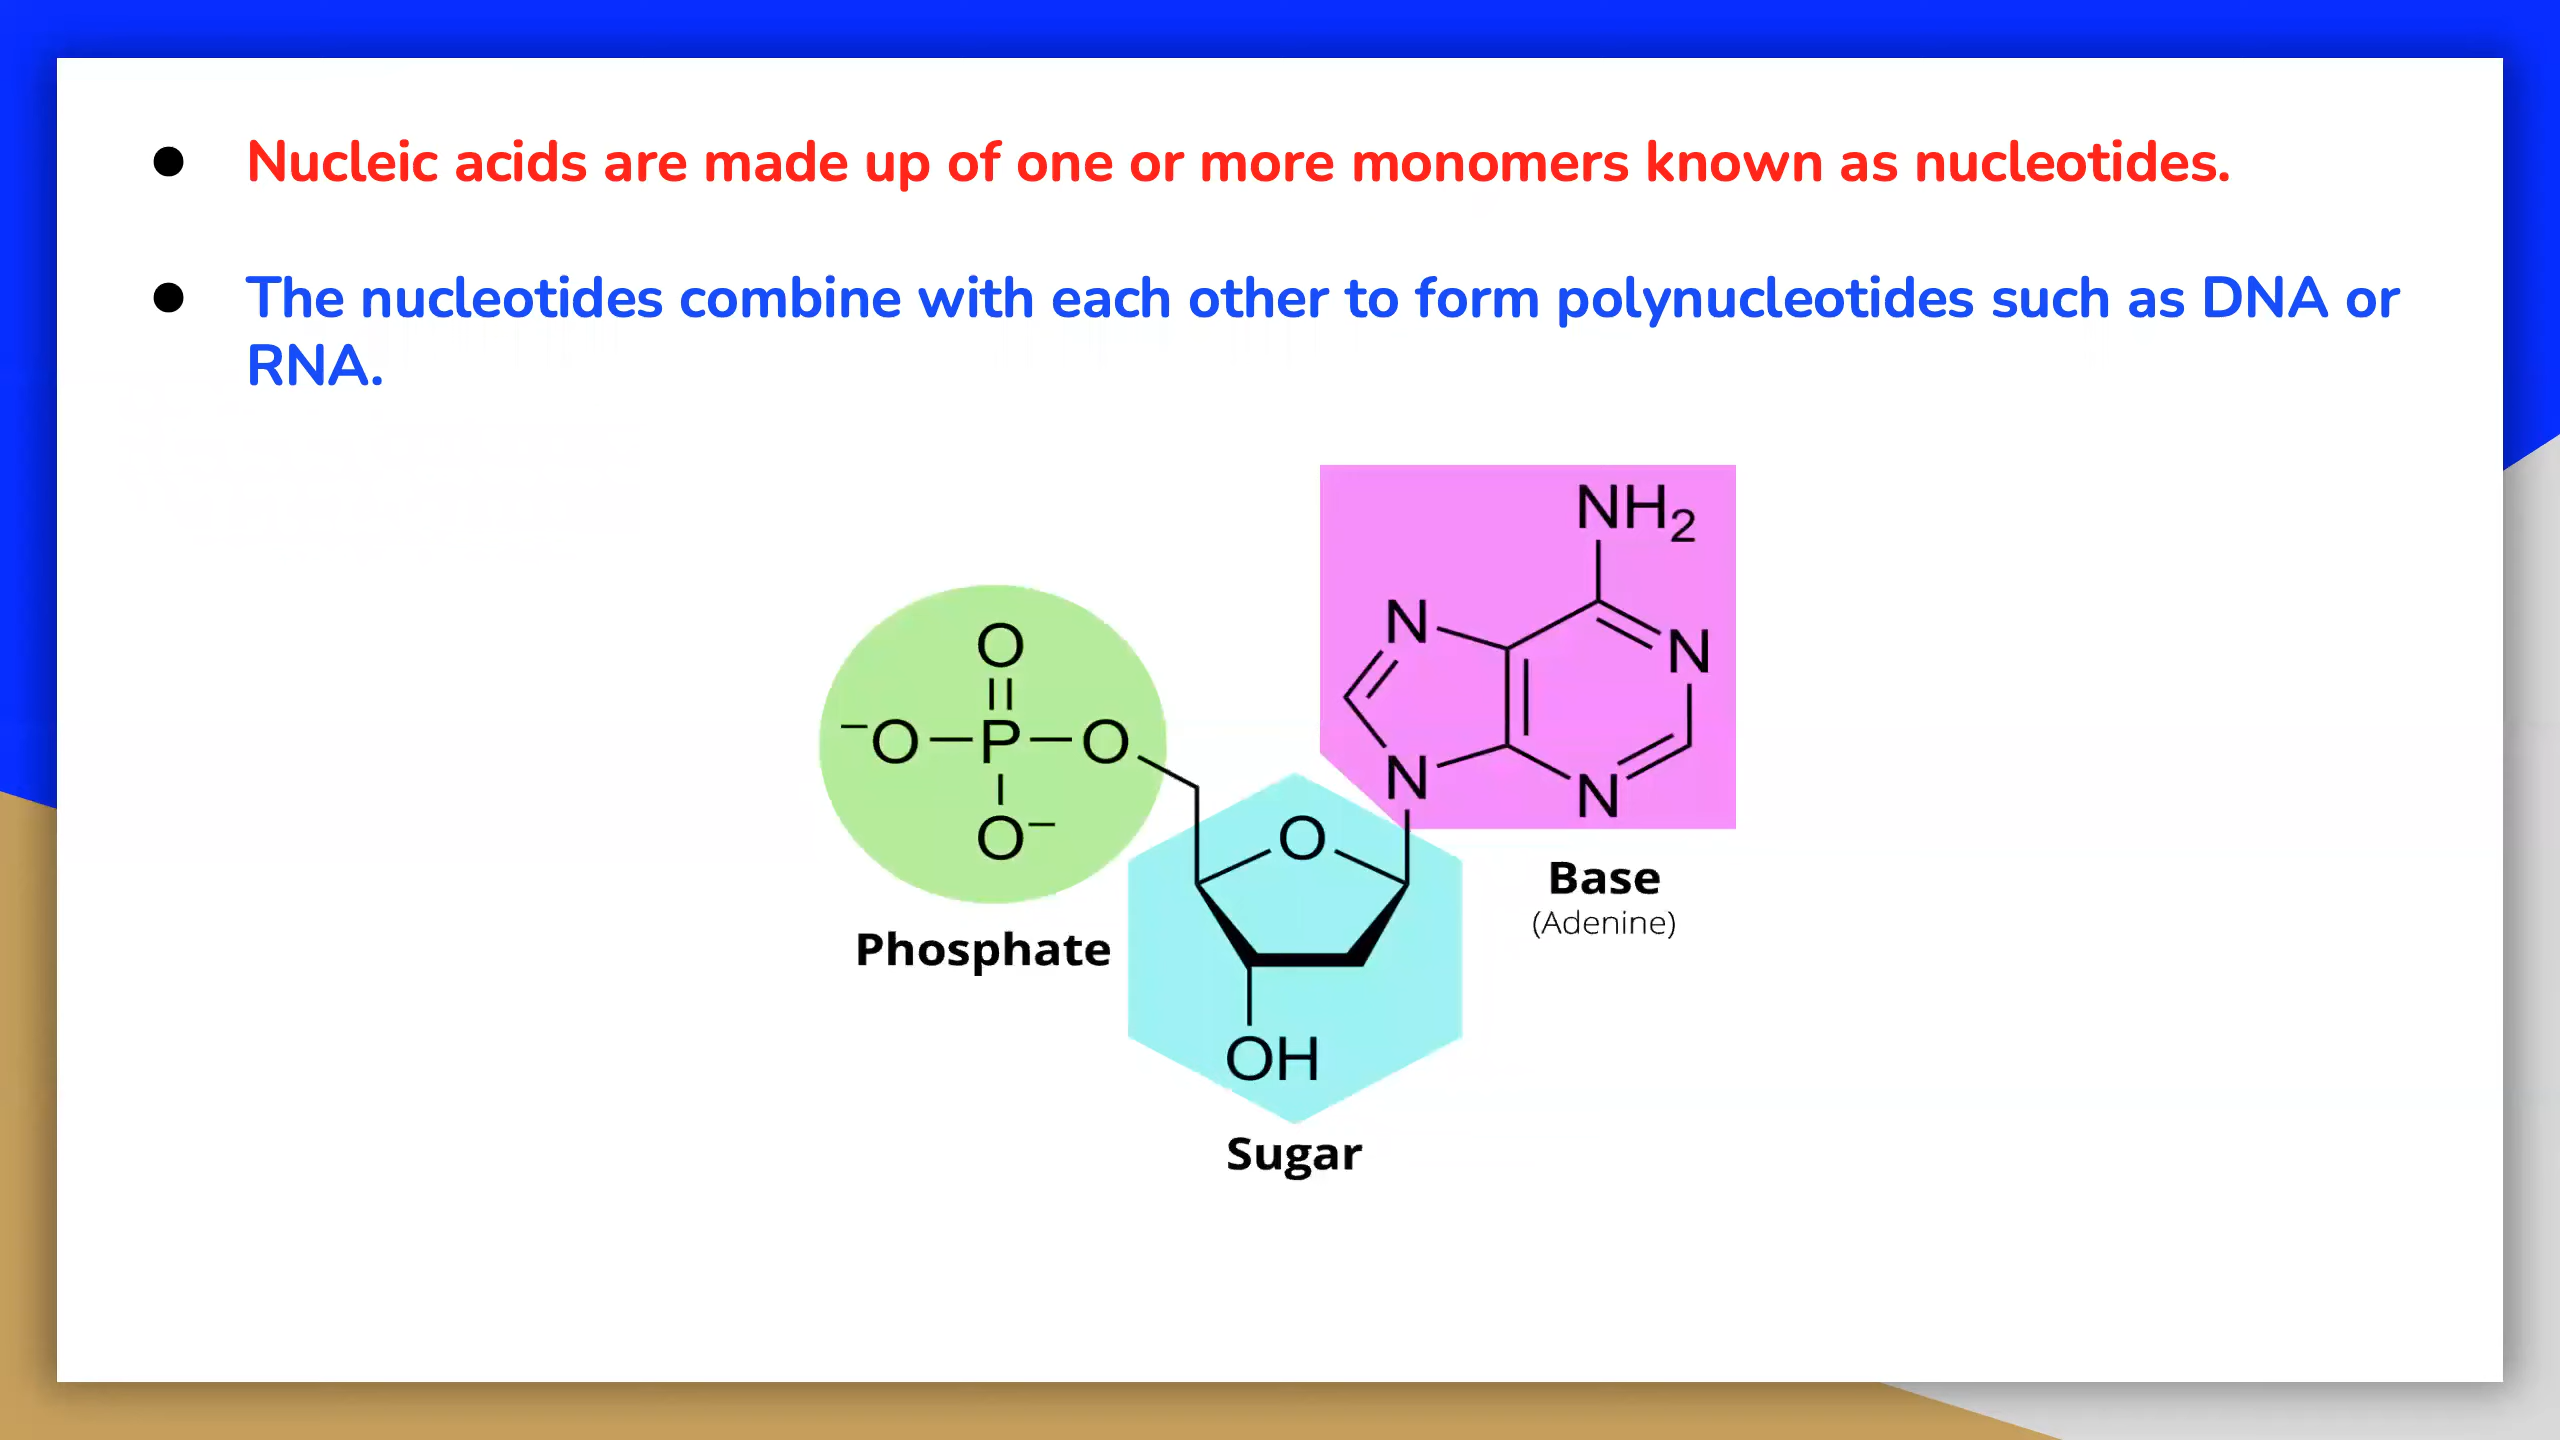 ● Nucleic acids are made up of one or more monomers known as nucleotides.
● The nucleotides combine with each other to form polynucleotides such as DNA or
RNA.
NH₂
N
N
O
⁻O
P
O
N
N
O⁻
O
Base
(Adenine)
Phosphate
OH
Sugar